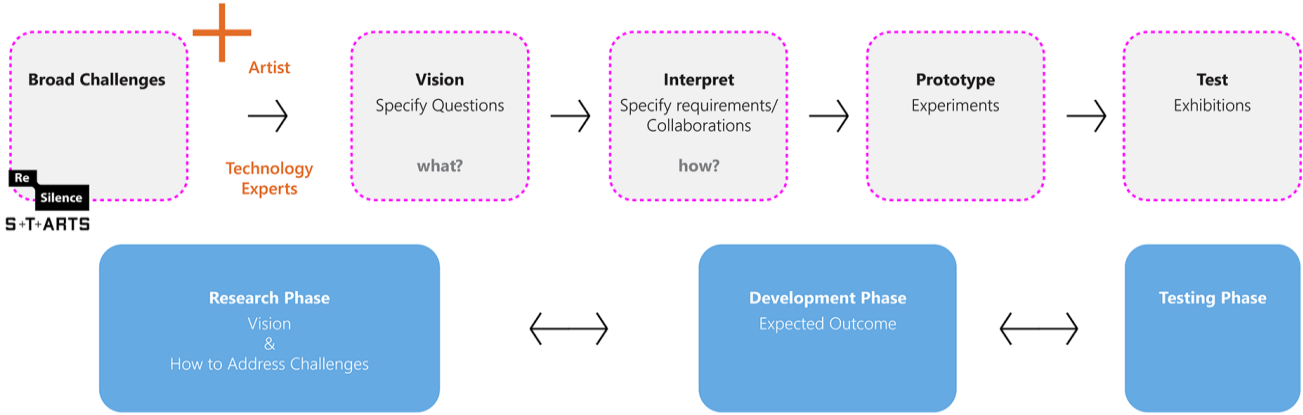 Broad Challenges
Re
Silence
S+T+ARTS
Artist
Technology
Experts
Vision
Specify Questions
what?
Interpret
Specify requirements/
Collaborations
how?
Prototype
Experiments
Test
Exhibitions
Research Phase
Vision
&
How to Address Challenges
Development Phase
Expected Outcome
Testing Phase